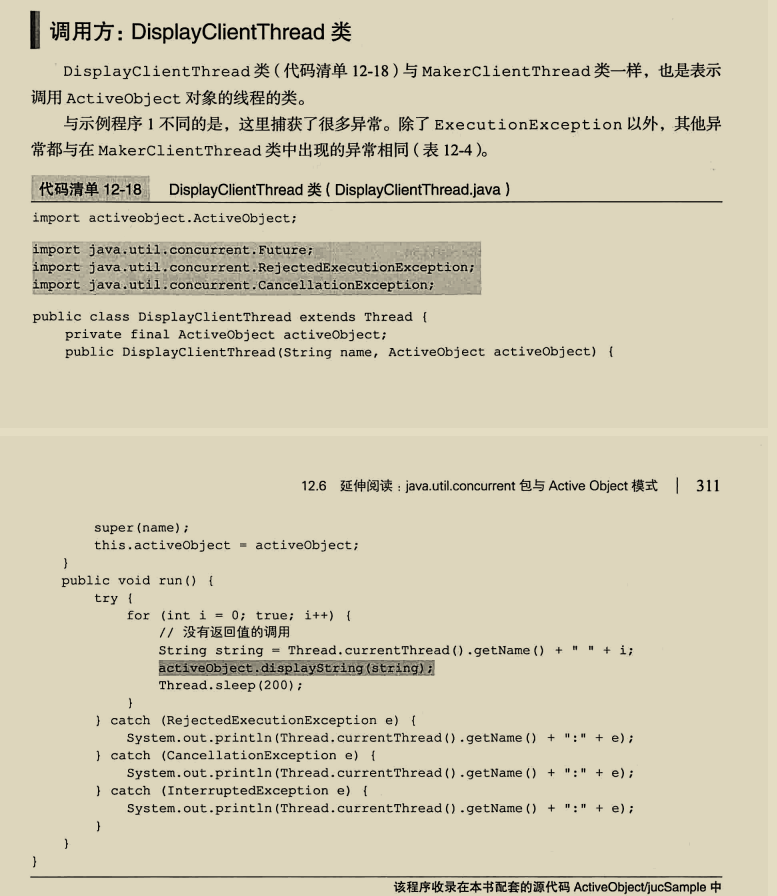 调用方：DisplayClientThread 类
DisplayClientThread 类（代码清单 12-18）与 MakerClientThread 类一样，也是表示
调用 ActiveObject 对象的线程的类。
与示例程序 1 不同的是，这里捕获了很多异常。除了 ExecutionException 以外，其他异
常都与在 MakerClientThread 类中出现的异常相同（表 12-4）。
代码清单 12-18 DisplayClientThread 类（DisplayClientThread.java）
import activeobject.ActiveObject;
import java.util.concurrent.Future;
import java.util.concurrent.RejectedExecutionException;
import java.util.concurrent.CancellationException;
public class DisplayClientThread extends Thread {
    private final ActiveObject activeObject;
    public DisplayClientThread(String name, ActiveObject activeObject) {
12.6 延伸阅读：java.util.concurrent 包与 Active Object 模式 | 311
        super(name);
        this.activeObject = activeObject;
    }
    public void run() {
        try {
            for (int i = 0; true; i++) {
                // 没有返回值的调用
                String string = Thread.currentThread().getName() + " " + i;
                activeObject.displayString(string);
                Thread.sleep(200);
            }
        } catch (RejectedExecutionException e) {
            System.out.println(Thread.currentThread().getName() + ":" + e);
        } catch (CancellationException e) {
            System.out.println(Thread.currentThread().getName() + ":" + e);
        } catch (InterruptedException e) {
            System.out.println(Thread.currentThread().getName() + ":" + e);
        }
    }
}
该程序收录在本书配套的源代码 ActiveObject/jucSample 中